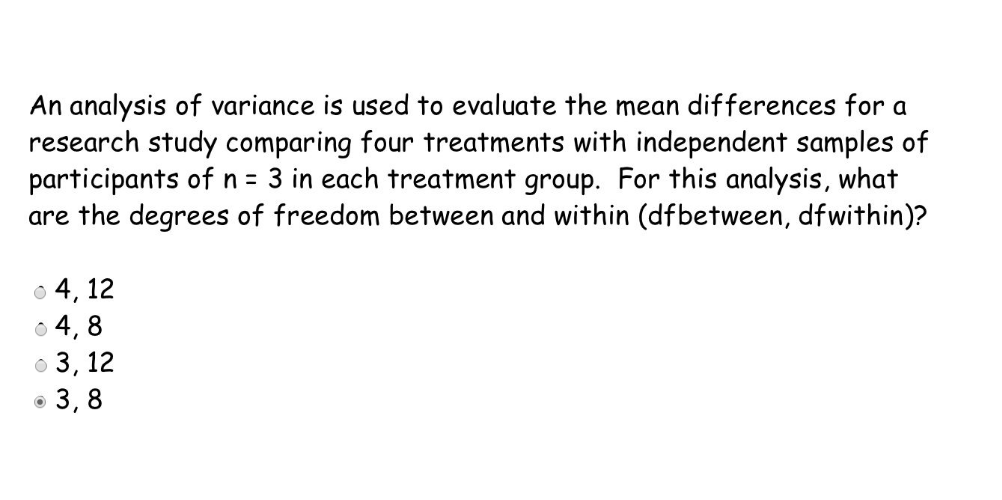 An analysis of variance is used to evaluate the mean differences for a
research study comparing four treatments with independent samples of
participants of n = 3 in each treatment group.  For this analysis, what
are the degrees of freedom between and within (dfbetween, dfwithin)?
4, 12
4, 8
3, 12
3, 8